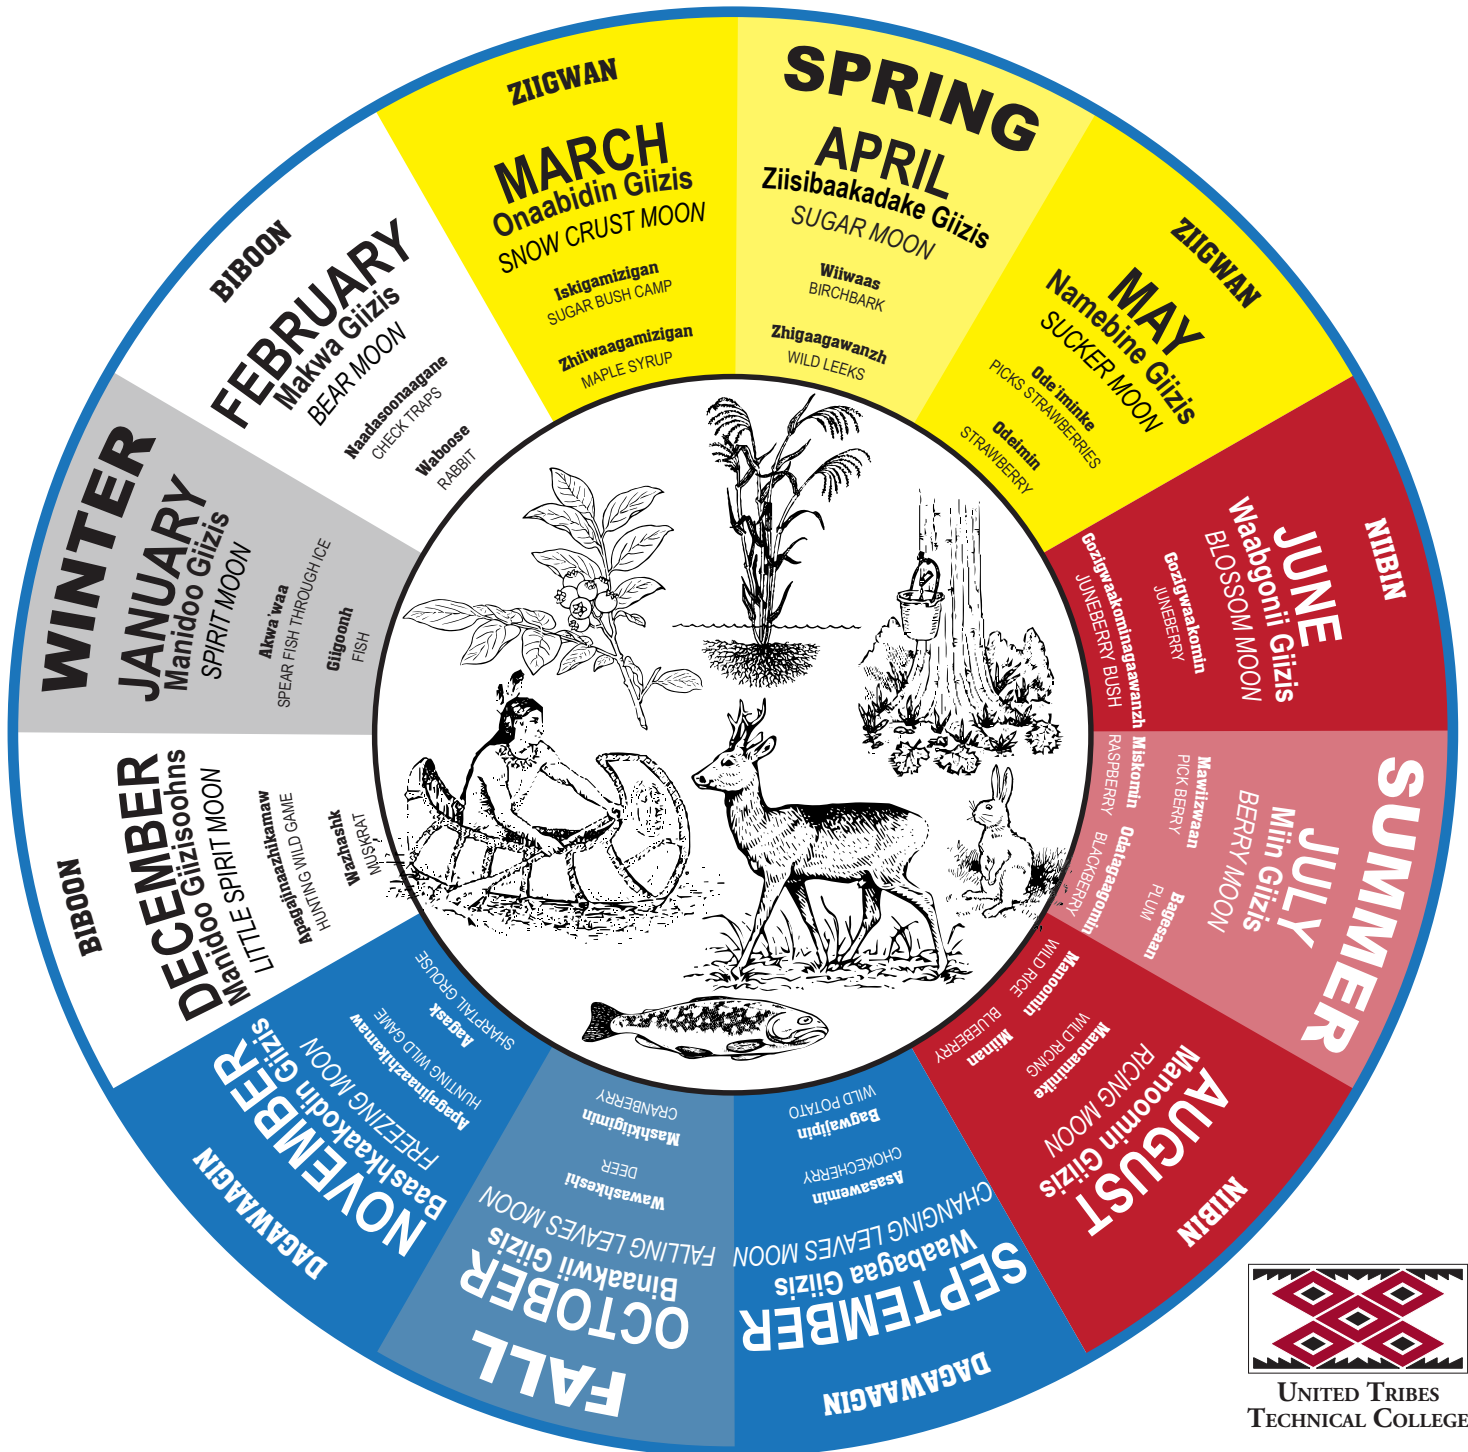 ZIIGWAN
MARCH
Onaabidin Giizis
SNOW CRUST MOON
Iskigamizigan
SUGAR BUSH CAMP
Zhiiwaagamizigan
MAPLE SYRUP
SPRING
APRIL
Ziisibaakadake Giizis
SUGAR MOON
Wiiwaas
BIRCHBARK
Zhigaagawanzh
WILD LEEKS
ZIIGWAN
MAY
Namebine Giizis
SUCKER MOON
Ode'iminke
PICKS STRAWBERRIES
Odeimin
STRAWBERRY
NIIBIN
JUNE
Waabgonii Giizis
BLOSSOM MOON
Gozigwaakomin
JUNEBERRY
Gozigwaakominagaawanzh
JUNEBERRY BUSH
SUMMER
JULY
Miin Giizis
BERRY MOON
Mawiizwaan
PICK BERRY
Bagesaan
PLUM
Miskomin
RASPBERRY
Odatagaagomin
BLACKBERRY
NIIBIN
AUGUST
Manoomin Giizis
RICING MOON
Manoaminike
WILD RICING
Manoomin
WILD RICE
Miinan
BLUEBERRY
DAGAWAAGIN
SEPTEMBER
Waabagaa Giizis
CHANGING LEAVES MOON
Asasawemin
CHOKECHERRY
Bagwajipin
WILD POTATO
FALL
OCTOBER
Binaakwii Giizis
FALLING LEAVES MOON
Wawashkeshi
DEER
Mashkiigimin
CRANBERRY
DAGAWAAGIN
NOVEMBER
Baashkaakodin Giizis
FREEZING MOON
Apagajinaazhikamaw
HUNTING WILD GAME
Aagask
SHARPTAIL GROUSE
BIBOON
DECEMBER
Manidoo Giizisoohns
LITTLE SPIRIT MOON
Apagajinaazhikamaw
HUNTING WILD GAME
Wazhashk
MUSKRAT
WINTER
JANUARY
Manidoo Giizis
SPIRIT MOON
Akwa'waa
SPEAR FISH THROUGH ICE
Giigoonh
FISH
BIBOON
FEBRUARY
Makwa Giizis
BEAR MOON
Naadasoonaagane
CHECK TRAPS
Waboose
RABBIT
UNITED TRIBES
TECHNICAL COLLEGE